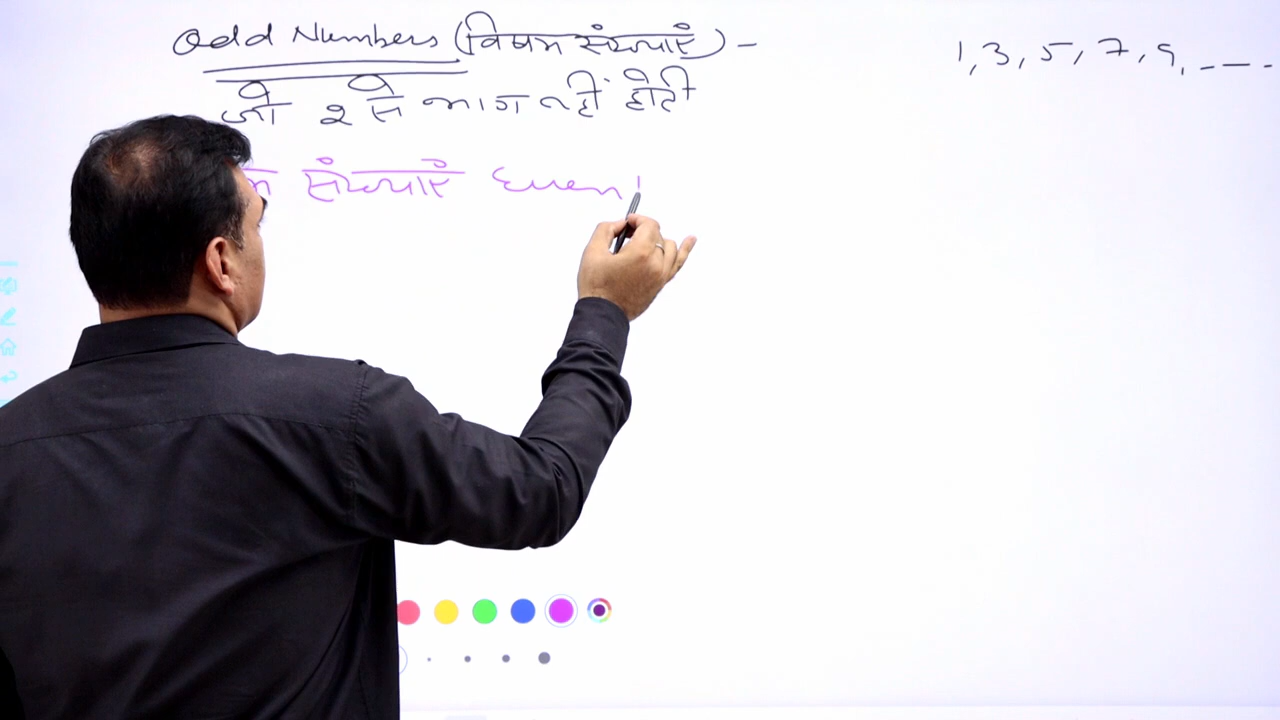 Odd Numbers (विषम संख्याएं) -
1, 3, 5, 7, 9, - - - .
जो 2 से भाग नहीं होती
संख्याएं Even